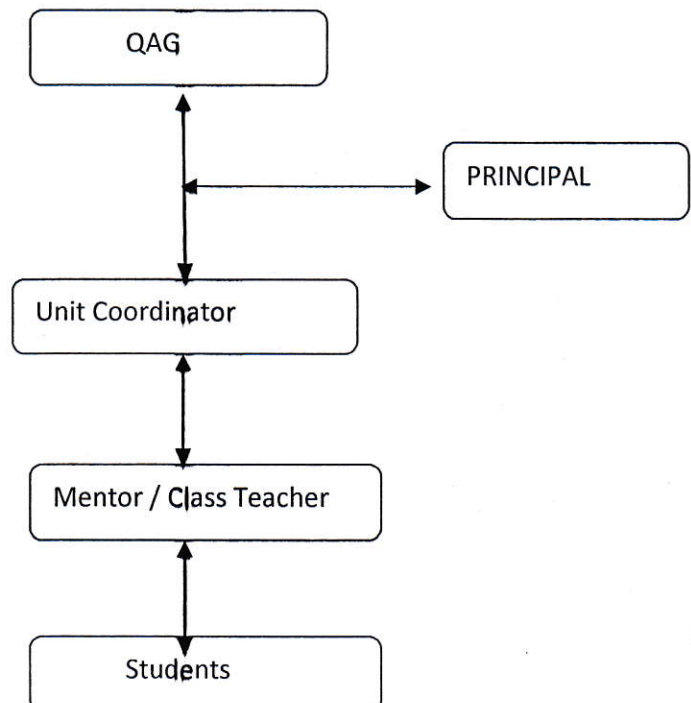 QAG
PRINCIPAL
Unit Coordinator
Mentor / Class Teacher
Students